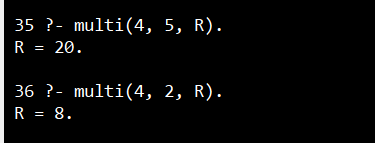 35 ?- multi(4, 5, R).
R = 20.
36 ?- multi(4, 2, R).
R = 8.